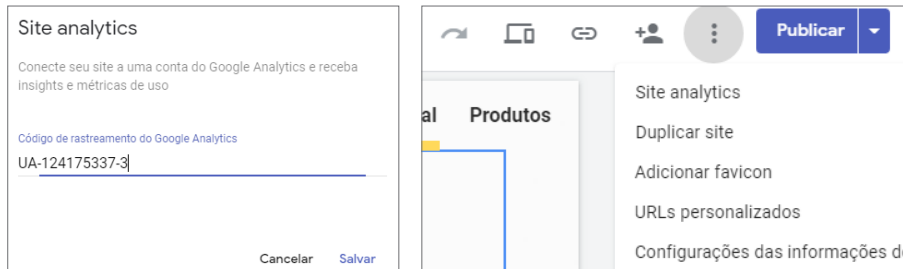 Site analytics
Conecte seu site a uma conta do Google Analytics e receba
insights e métricas de uso
Código de rastreamento do Google Analytics
UA-124175337-3
Cancelar Salvar
Publicar
al Produtos
Site analytics
Duplicar site
Adicionar favicon
URLs personalizados
Configurações das informações d